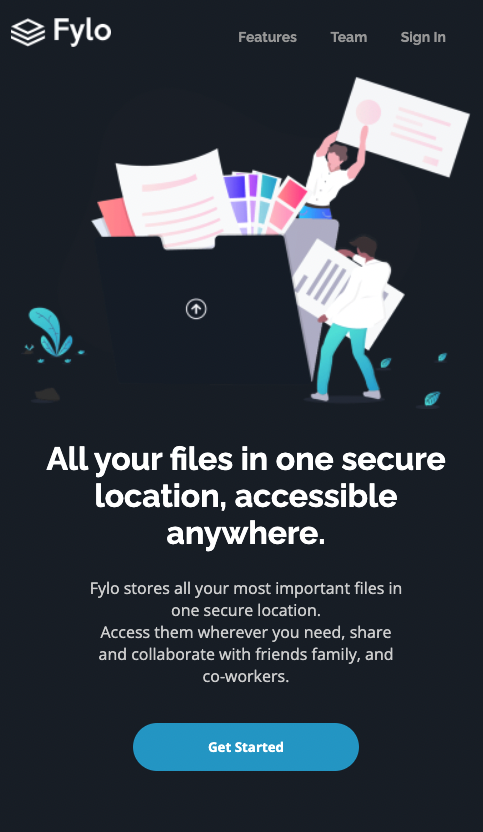 Fylo
Features Team Sign In
All your files in one secure
location, accessible
anywhere.
Fylo stores all your most important files in
one secure location.
Access them wherever you need, share
and collaborate with friends family, and
co-workers.
Get Started